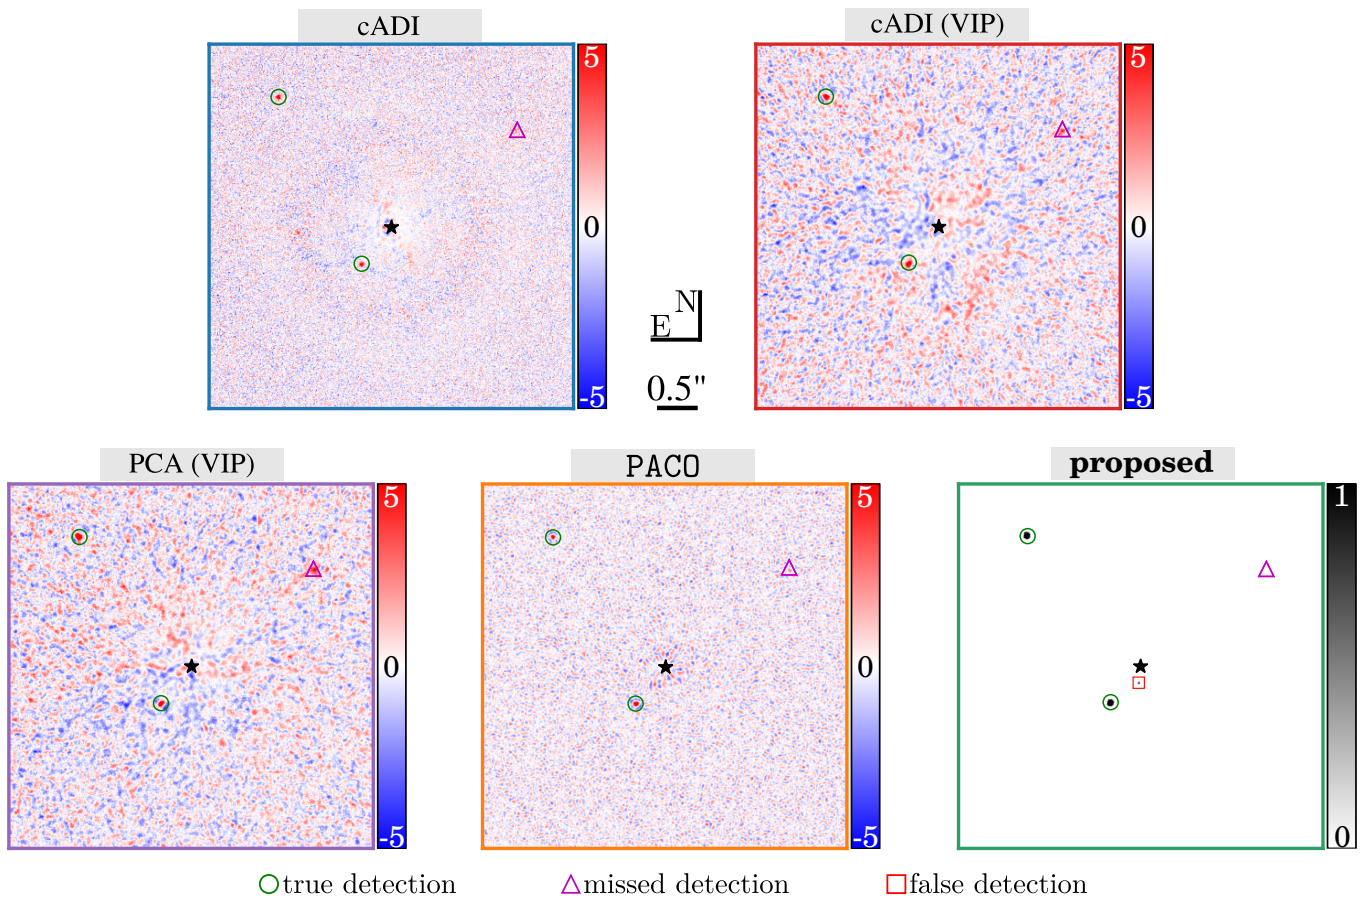 cADI
cADI (VIP)
5
0
-5
5
0
-5
N
E
0.5"
PCA (VIP)
PACO
proposed
5
0
-5
5
0
-5
1
0
true detection
missed detection
false detection